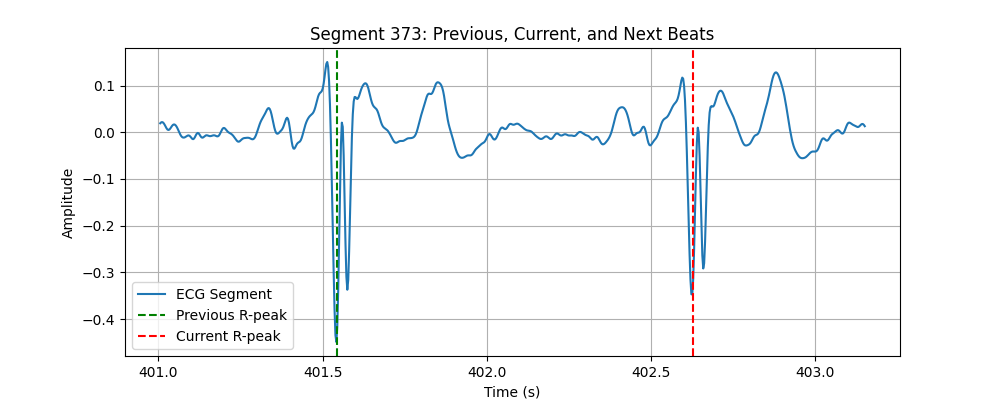 Segment 373: Previous, Current, and Next Beats
Amplitude
0.1
0.0
−0.1
−0.2
−0.3
−0.4
ECG Segment
Previous R-peak
Current R-peak
401.0 401.5 402.0 402.5 403.0
Time (s)